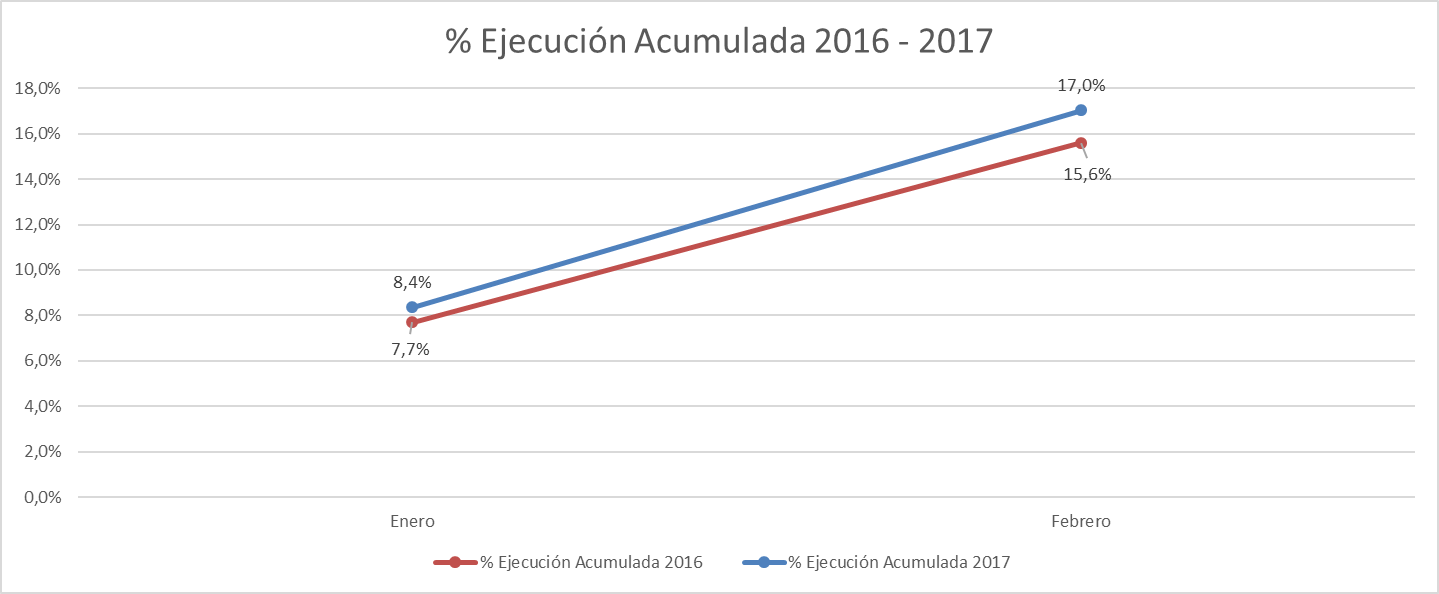 % Ejecución Acumulada 2016 - 2017
18,0%
16,0%
14,0%
12,0%
10,0%
8,0%
6,0%
4,0%
2,0%
0,0%
17,0%
15,6%
8,4%
7,7%
Enero
Febrero
% Ejecución Acumulada 2016
% Ejecución Acumulada 2017